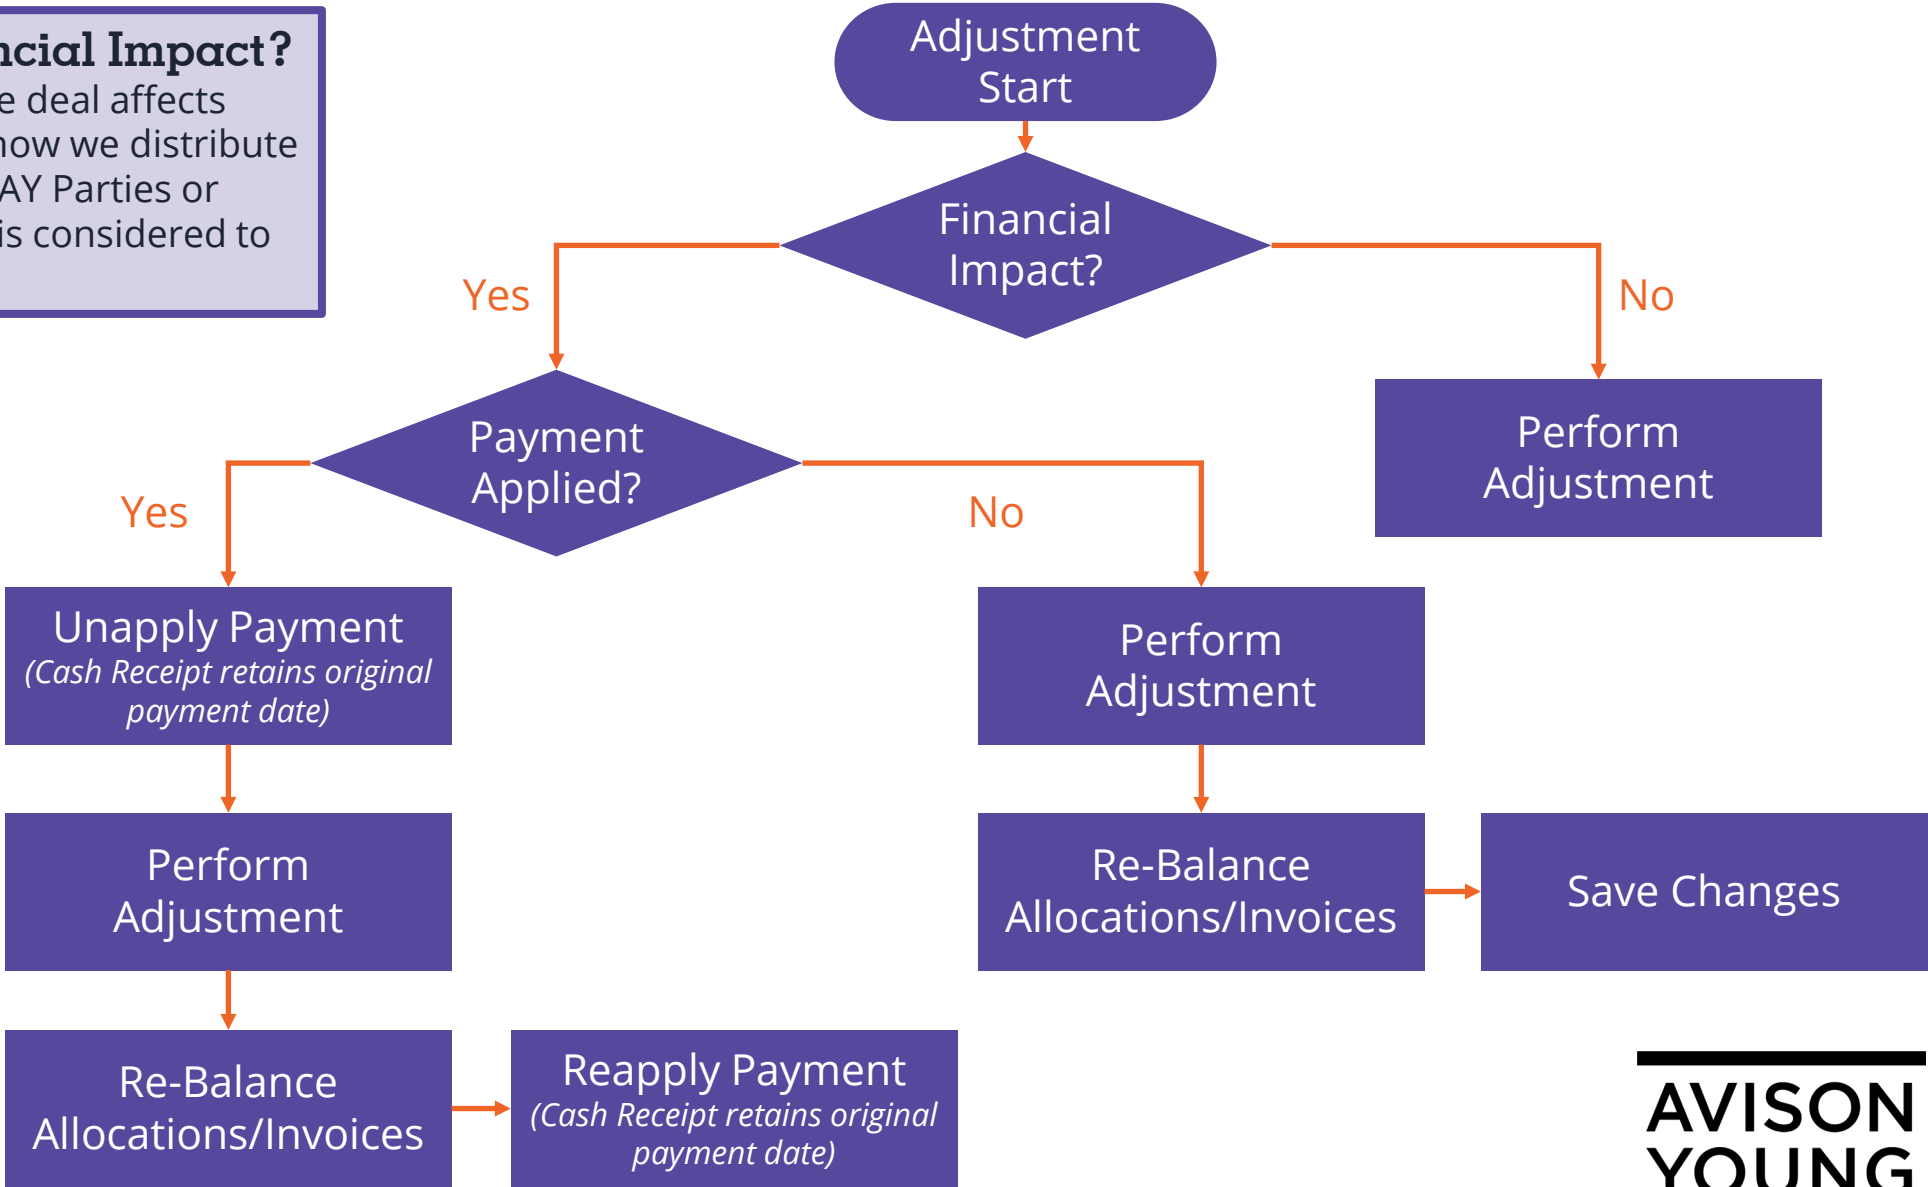 Impact?
e deal affects
how we distribute
AY Parties or
is considered to
Adjustment
Start
Financial
Impact?
Yes
No
Payment
Applied?
Perform
Adjustment
Yes
No
Unapply Payment
(Cash Receipt retains original
payment date)
Perform
Adjustment
Perform
Adjustment
Re-Balance
Allocations/Invoices
Save Changes
Re-Balance
Allocations/Invoices
Reapply Payment
(Cash Receipt retains original
payment date)
AVISON
YOUNG